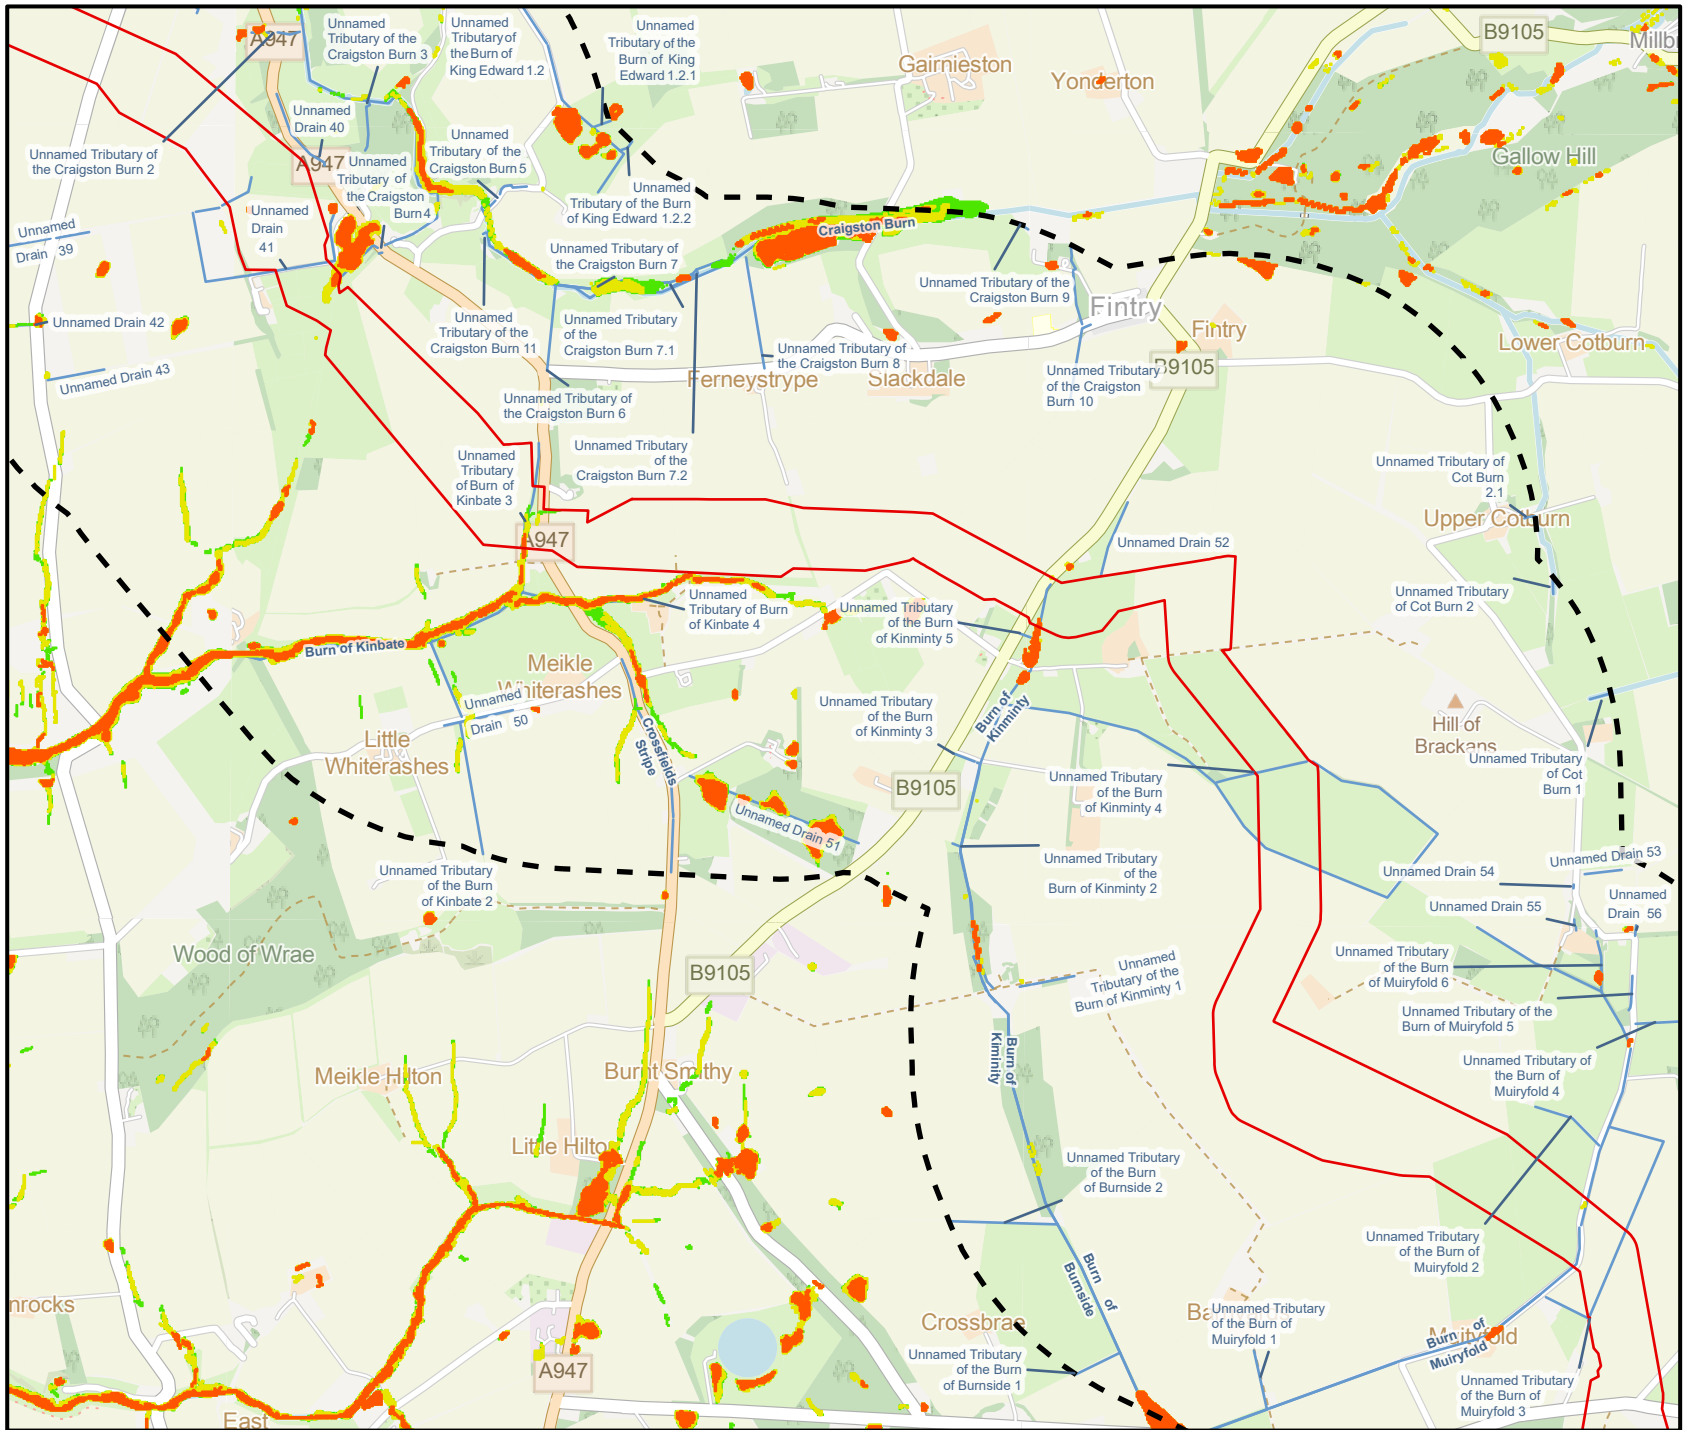 A947
Unnamed
Tributary of the
Craigston Burn 3
Unnamed
Tributary of
the Burn of
King Edward 1.2
Unnamed
Tributary of the
Burn of King
Edward 1.2.1
Gairnieston
Yonderton
B9105
Unnamed
Drain 40
A947
Unnamed Tributary of
the Craigston Burn 2
Unnamed
Tributary of
the Craigston
Burn 4
Unnamed
Tributary of the
Craigston Burn 5
Unnamed
Tributary of the Burn
of King Edward 1.2.2
Gallow Hill
Unnamed
Drain 39
Unnamed
Drain
41
Craigston Burn
Unnamed Tributary of
the Craigston Burn 7
Unnamed Tributary of the
Craigston Burn 9
Fintry
Fintry
Lower Cotburn
Unnamed Drain 42
Unnamed
Tributary of the
Craigston Burn 11
Unnamed Tributary
of the
Craigston Burn 7.1
Unnamed Tributary of
the Craigston Burn 8
Ferneystrype
Slackdale
Unnamed Tributary
of the Craigston
Burn 10
B9105
Unnamed Drain 43
Unnamed Tributary of
the Craigston Burn 6
Unnamed Tributary
of the
Craigston Burn 7.2
Unnamed
Tributary
of Burn of
Kinbate 3
Unnamed Tributary of
Cot Burn
2.1
Upper Cotburn
A947
Unnamed Drain 52
Unnamed Tributary
of Cot Burn 2
Unnamed
Tributary of Burn
of Kinbate 4
Unnamed Tributary
of the Burn
of Kinminty 5
Burn of Kinbate
Meikle
Whiterashes
Unnamed
Drain 50
Little
Whiterashes
Crossfields
Stripe
Unnamed Tributary
of the Burn
of Kinminty 3
Burn of
Kinminty
Hill of
Brackans
Unnamed Tributary
of Cot
Burn 1
B9105
Unnamed Tributary
of the Burn
of Kinminty 4
Unnamed Drain 51
Unnamed Tributary
of the Burn
of Kinbate 2
Unnamed Tributary
of the
Burn of Kinminty 2
Unnamed Drain 53
Unnamed Drain 54
Unnamed
Drain 56
Unnamed Drain 55
Wood of Wrae
B9105
Unnamed
Tributary of the
Burn of Kinminty 1
Unnamed Tributary
of the Burn
of Muiryfold 6
Unnamed Tributary of the
Burn of Muiryfold 5
Burn of
Kiminity
Unnamed Tributary of
the Burn of
Muiryfold 4
Meikle Hilton
Burnt Smithy
Unnamed Tributary
of the Burn
of Burnside 2
Unnamed Tributary
of the Burn of
Muiryfold 2
Burn of
Burnside
Crossbrae
Unnamed Tributary
of the Burn of
Muiryfold 1
Burn of
Muiryfold
Muiryfold
Unnamed Tributary
of the Burn
of Burnside 1
Unnamed Tributary
of the Burn of
Muiryfold 3
A947
East